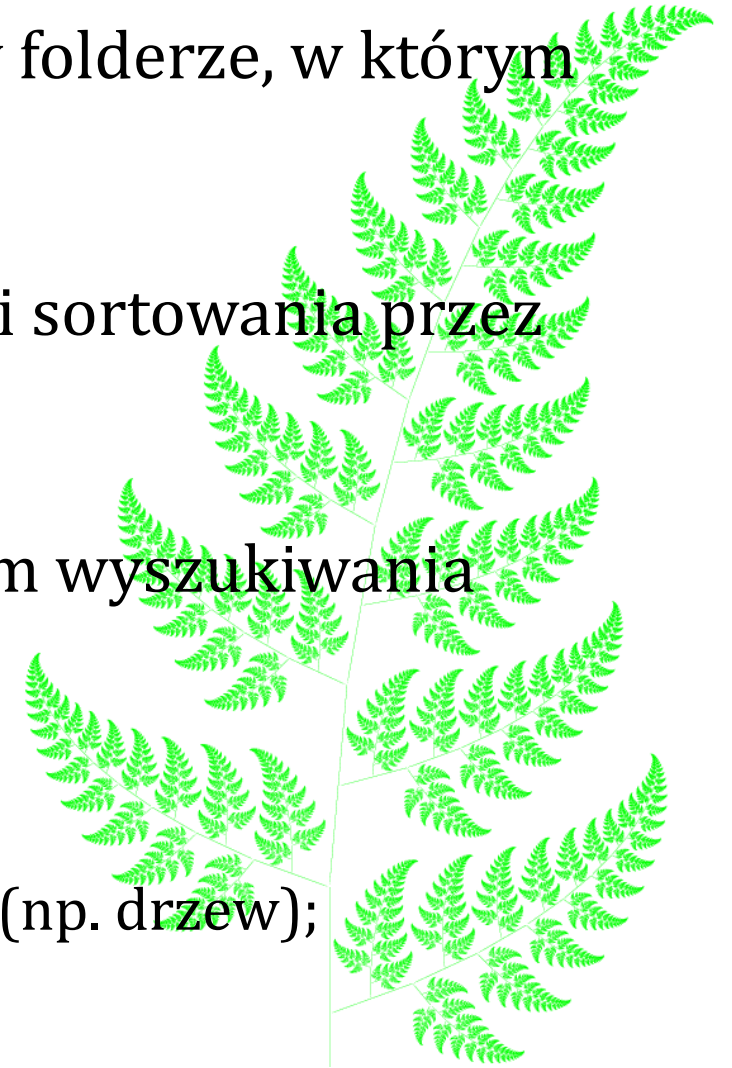 folderze, w którym
i sortowania przez
m wyszukiwania
(np. drzew);